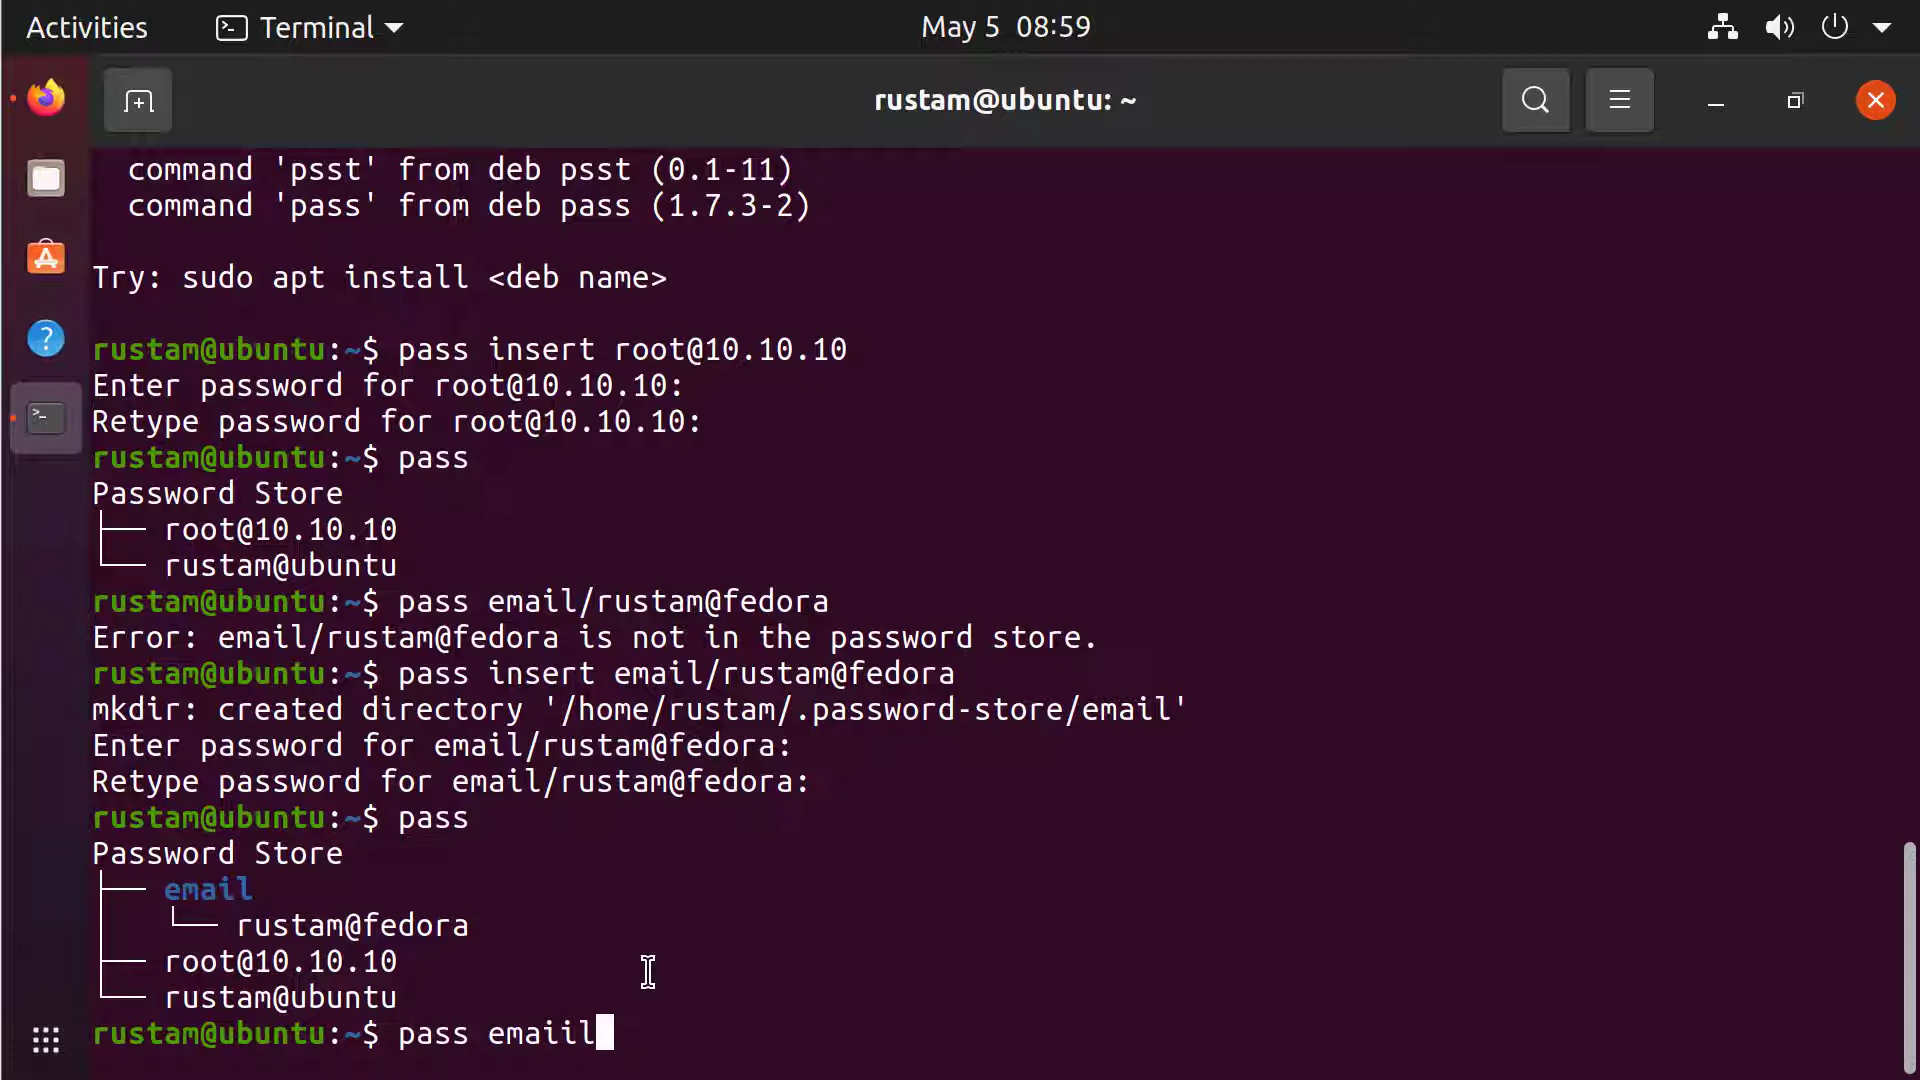 Activities
Terminal
May 5 08:59
rustam@ubuntu: ~
command 'psst' from deb psst (0.1-11)
command 'pass' from deb pass (1.7.3-2)
Try: sudo apt install <deb name>
rustam@ubuntu:~$ pass insert root@10.10.10
Enter password for root@10.10.10:
Retype password for root@10.10.10:
rustam@ubuntu:~$ pass
Password Store
├── root@10.10.10
└── rustam@ubuntu
rustam@ubuntu:~$ pass email/rustam@fedora
Error: email/rustam@fedora is not in the password store.
rustam@ubuntu:~$ pass insert email/rustam@fedora
mkdir: created directory '/home/rustam/.password-store/email'
Enter password for email/rustam@fedora:
Retype password for email/rustam@fedora:
rustam@ubuntu:~$ pass
Password Store
├── email
│   └── rustam@fedora
├── root@10.10.10
└── rustam@ubuntu
rustam@ubuntu:~$ pass emaiil